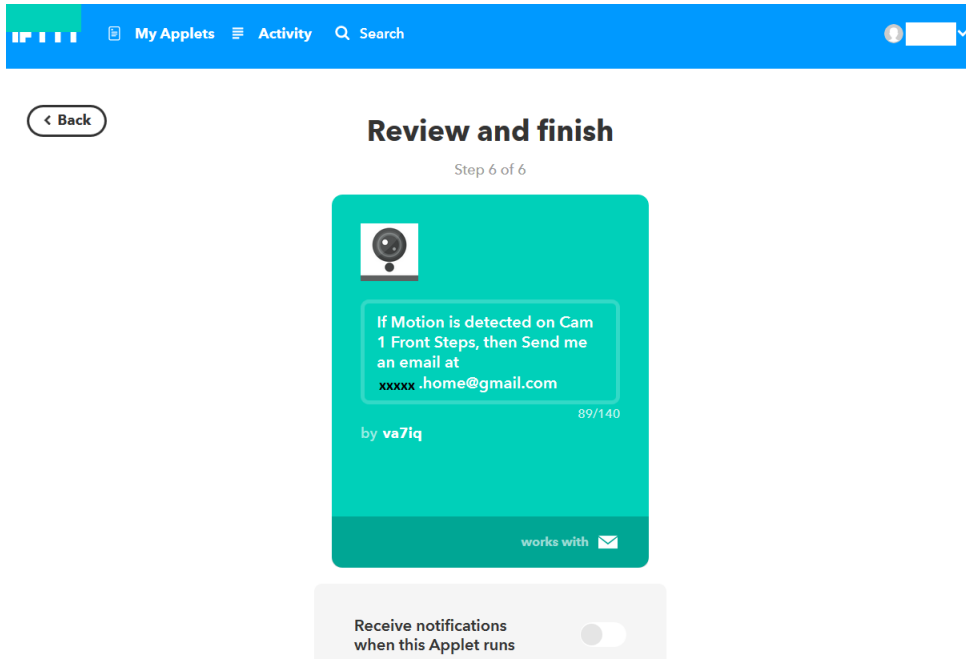 IFTTT
My Applets Activity Search
Back
Review and finish
Step 6 of 6
If Motion is detected on Cam
1 Front Steps, then Send me
an email at
xxxxx .home@gmail.com
89/140
by va7iq
works with
Receive notifications
when this Applet runs